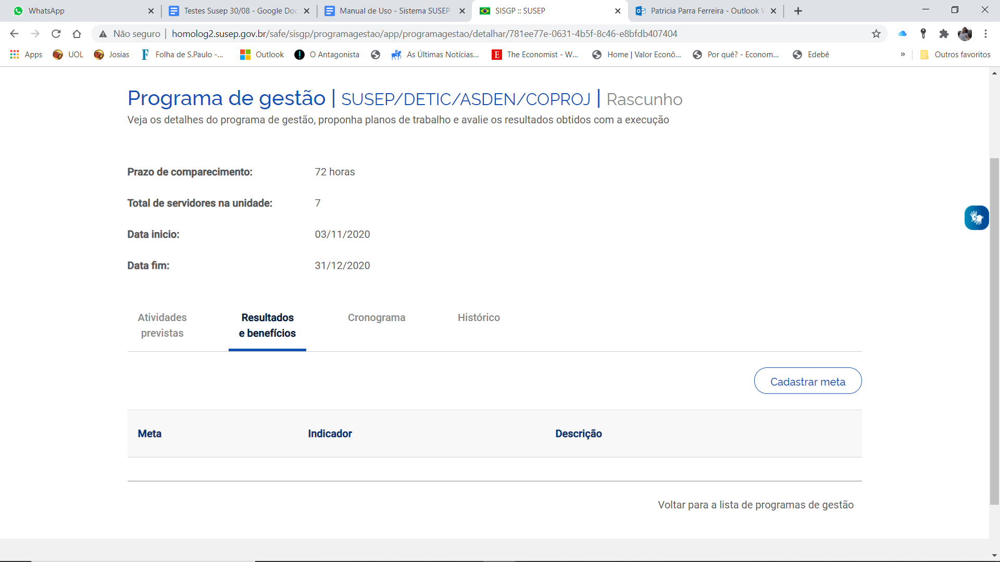 WhatsApp
Testes Susep 30/08 - Google Doc
Manual de Uso - Sistema SUSEP -
SISGP :: SUSEP
Patricia Parra Ferreira - Outlook W
Não seguro | homolog2.susep.gov.br/safe/sisgp/programagestao/app/programagestao/detalhar/781ee77e-0631-4b5f-8c46-e8bfdb407404
Apps UOL Josias Folha de S.Paulo -... Outlook O Antagonista As Últimas Notícias... The Economist - W... Home | Valor Econô... Por quê? - Econom... Edebê » Outros favoritos
Programa de gestão | SUSEP/DETIC/ASDEN/COPROJ | Rascunho
Veja os detalhes do programa de gestão, proponha planos de trabalho e avalie os resultados obtidos com a execução
Prazo de comparecimento: 72 horas
Total de servidores na unidade: 7
Data inicio: 03/11/2020
Data fim: 31/12/2020
Atividades previstas
Resultados e benefícios
Cronograma
Histórico
Cadastrar meta
Meta Indicador Descrição
Voltar para a lista de programas de gestão